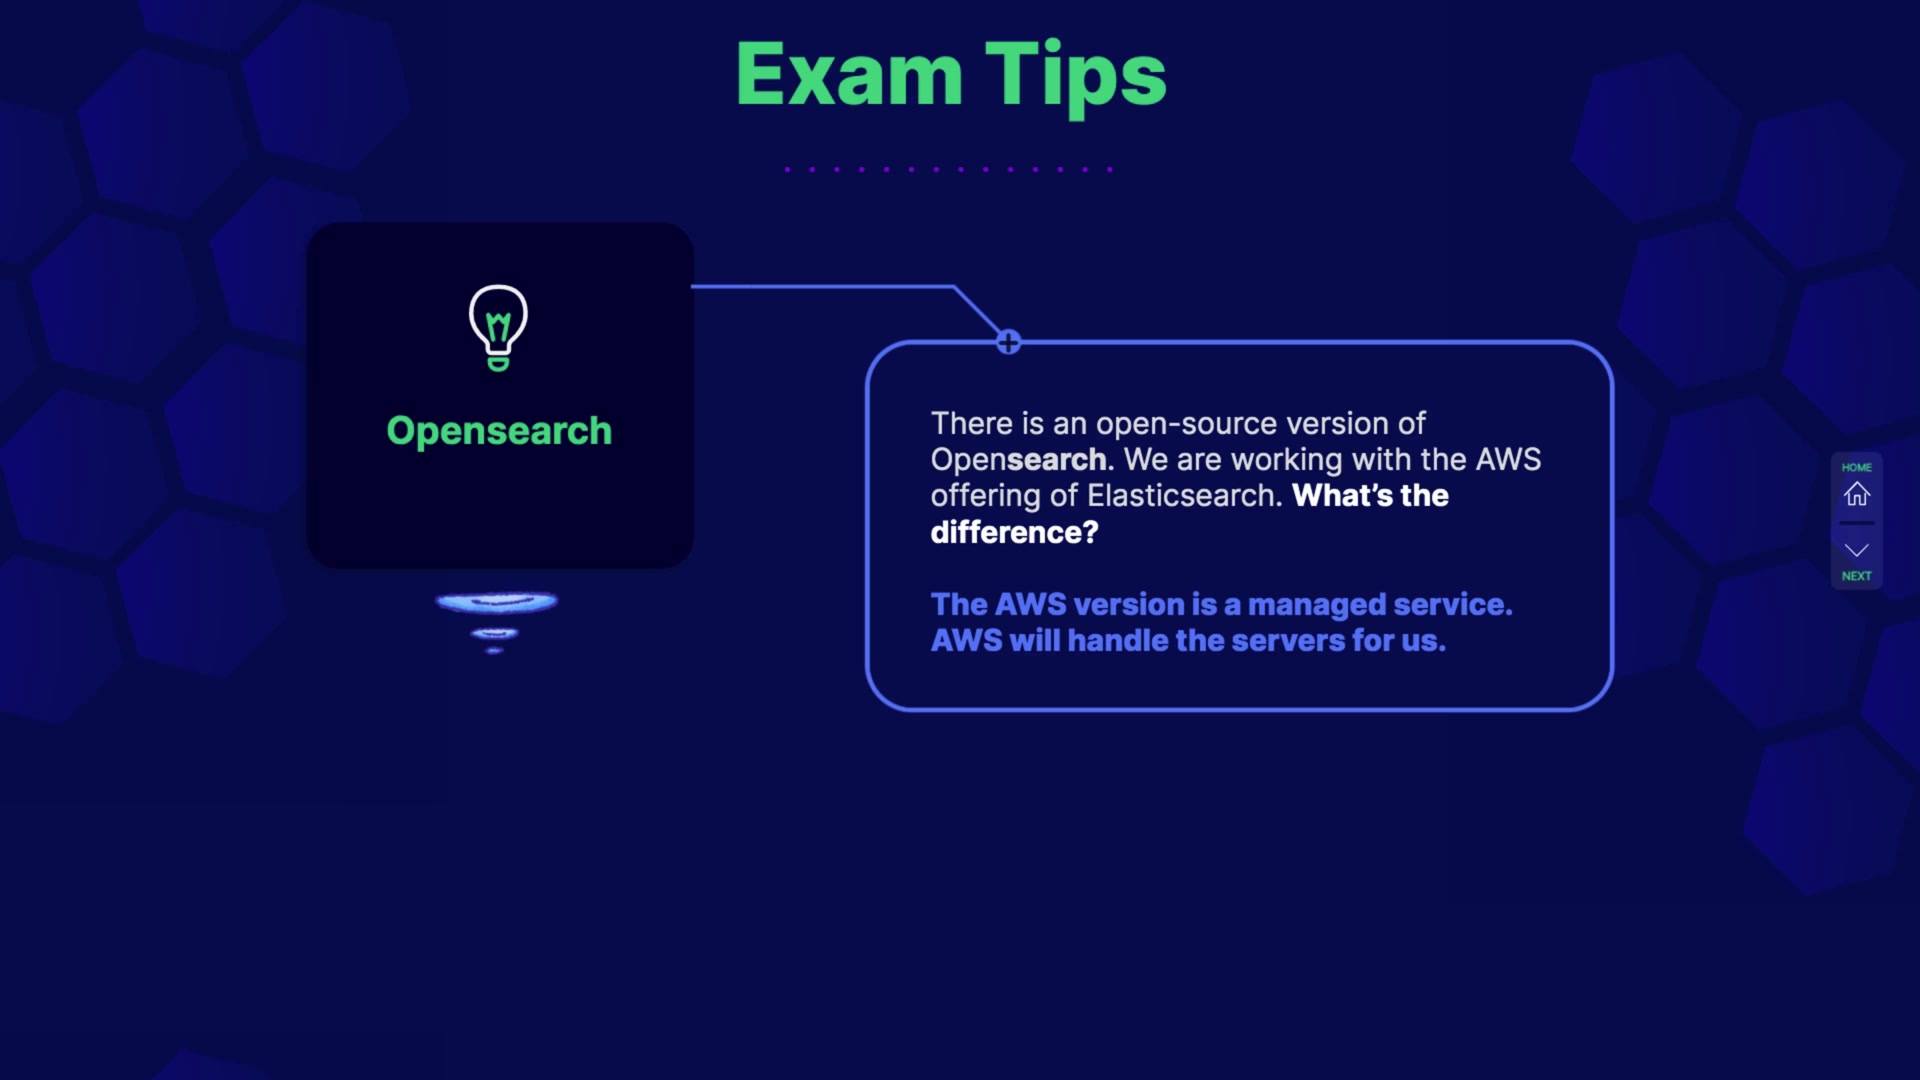 Exam Tips
Opensearch
There is an open-source version of
Opensearch. We are working with the AWS
offering of Elasticsearch. What’s the
difference?
The AWS version is a managed service.
AWS will handle the servers for us.
HOME
NEXT